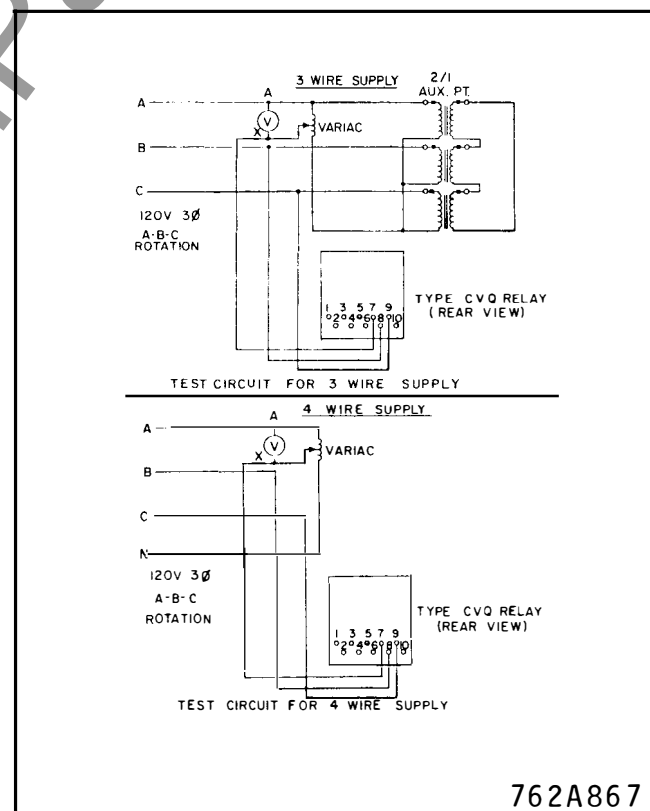 3 WIRE SUPPLY
2/1
AUX. PT.
A
A
V
X
VARIAC
B
C
120V 3Ø
A-B-C
ROTATION
1 3 5 7 9
2 4 6 8 10
TYPE CVQ RELAY
(REAR VIEW)
TEST CIRCUIT FOR 3 WIRE SUPPLY
4 WIRE SUPPLY
A
A
V
X
VARIAC
B
C
N
120V 3Ø
A-B-C
ROTATION
1 3 5 7 9
2 4 6 8 10
TYPE CVQ RELAY
(REAR VIEW)
TEST CIRCUIT FOR 4 WIRE SUPPLY
762A867